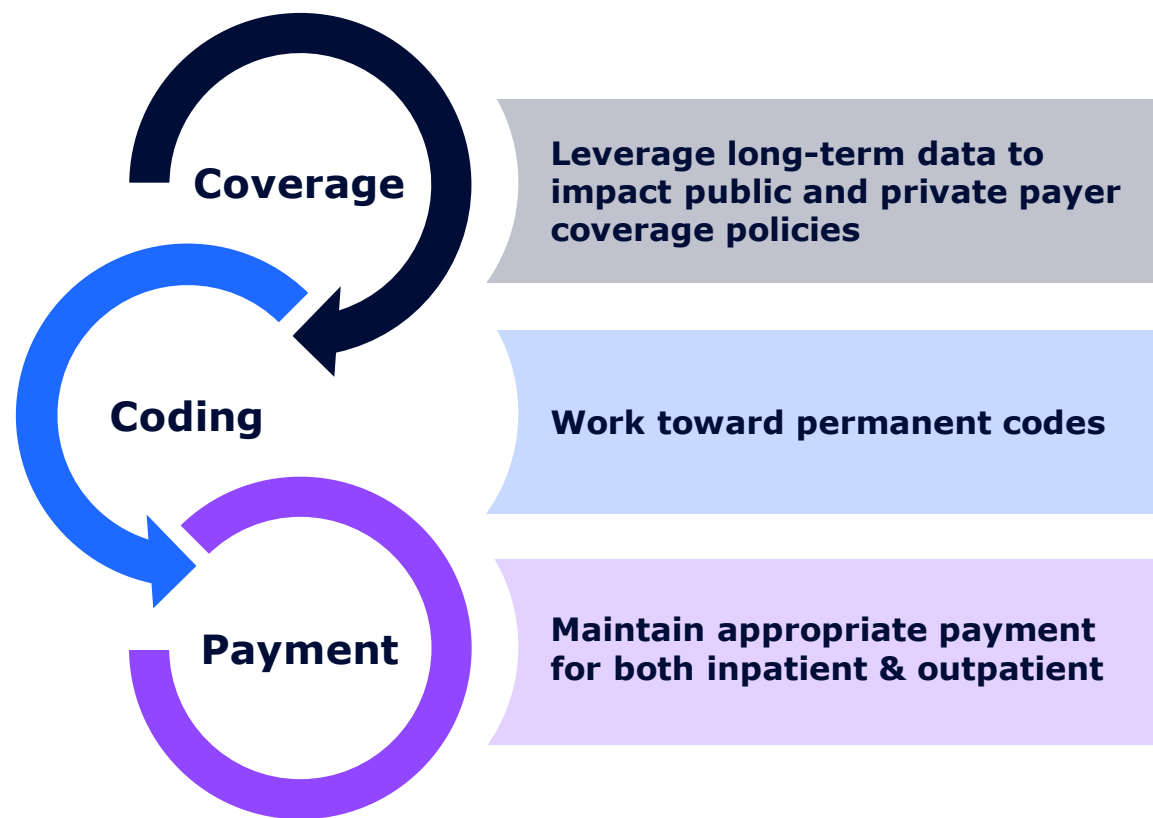 Coverage
Leverage long-term data to
impact public and private payer
coverage policies
Coding
Work toward permanent codes
Payment
Maintain appropriate payment
for both inpatient & outpatient